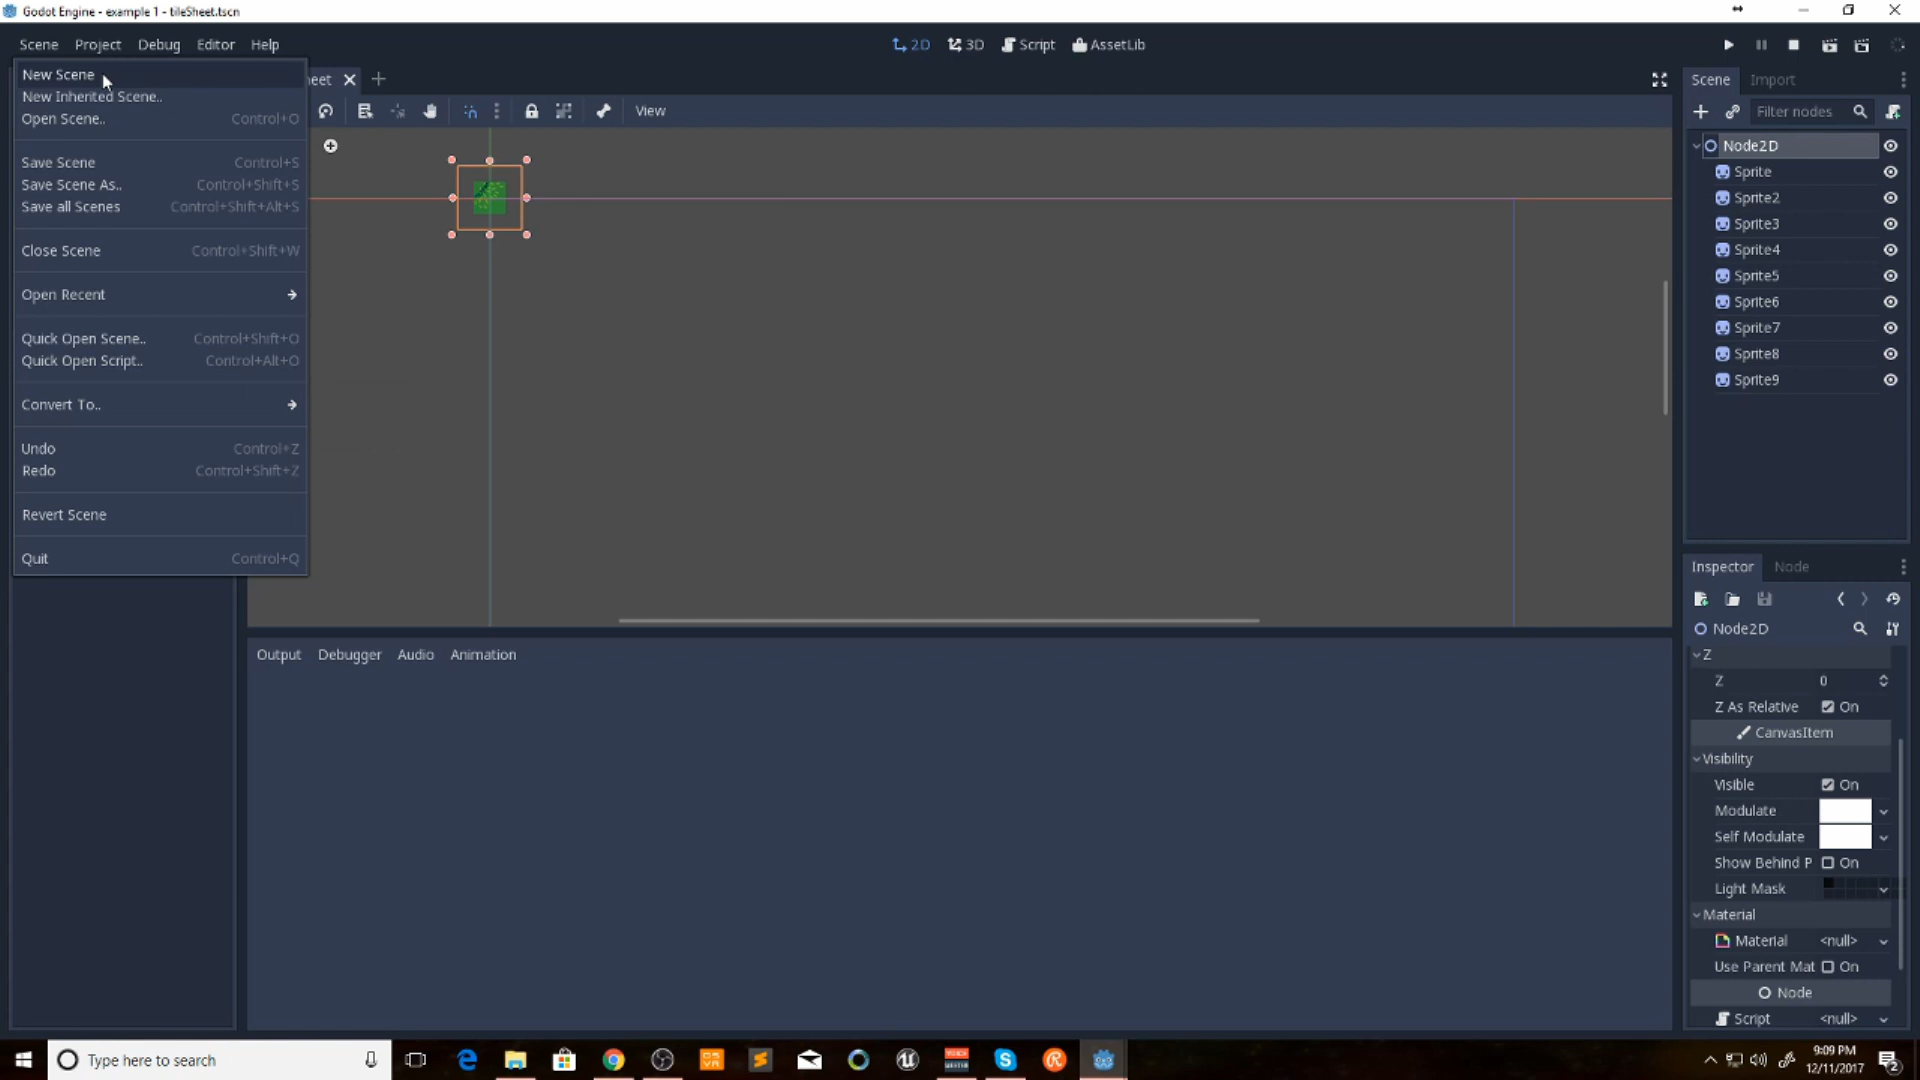 Godot Engine - example 1 - tileSheet.tscn
Scene Project Debug Editor Help
2D 3D Script AssetLib
New Scene
New Inherited Scene..
Open Scene.. Control+O
Save Scene Control+S
Save Scene As.. Control+Shift+S
Save all Scenes Control+Shift+Alt+S
Close Scene Control+Shift+W
Open Recent
Quick Open Scene.. Control+Shift+O
Quick Open Script.. Control+Alt+O
Convert To..
Undo Control+Z
Redo Control+Shift+Z
Revert Scene
Quit Control+Q
heet
View
Scene Import
Filter nodes
Node2D
Sprite
Sprite2
Sprite3
Sprite4
Sprite5
Sprite6
Sprite7
Sprite8
Sprite9
Inspector Node
Node2D
Z
Z 0
Z As Relative On
CanvasItem
Visibility
Visible On
Modulate
Self Modulate
Show Behind P On
Light Mask
Material
Material <null>
Use Parent Mat On
Node
Script <null>
Output Debugger Audio Animation
Type here to search
9:09 PM
12/11/2017
2